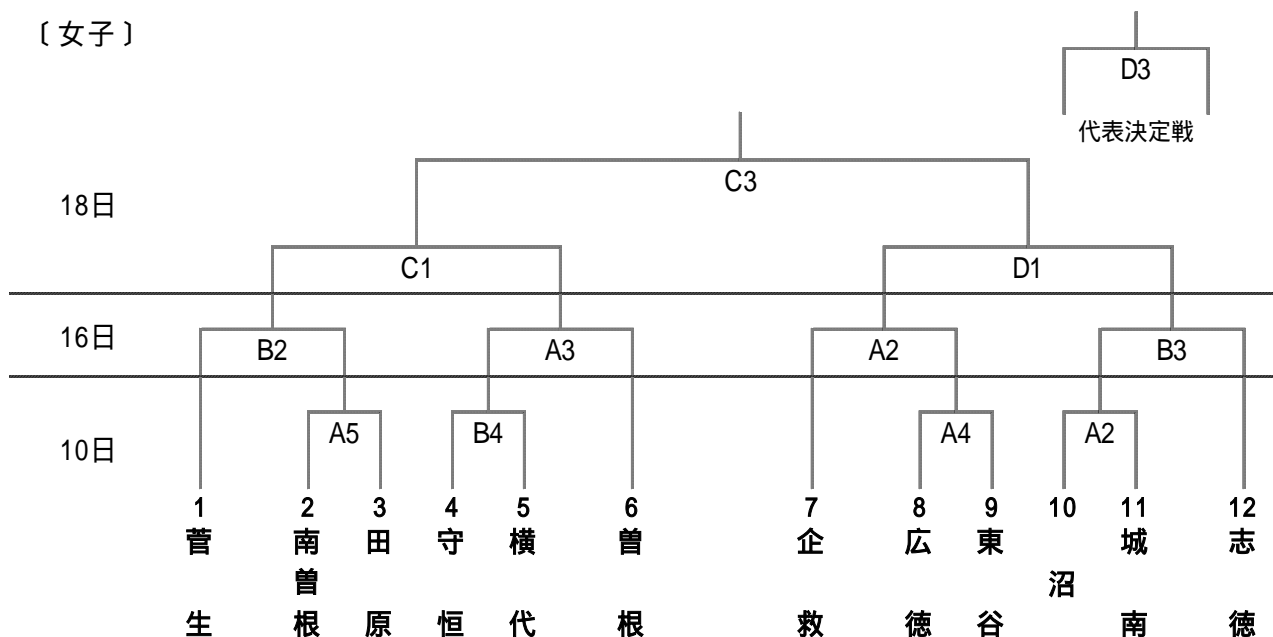 〔 女子 〕
D3
代表決定戦
C3
18日
C1 D1
16日 B2 A3 A2 B3
10日 A5 B4 A4 A2
1 2 3 4 5 6 7 8 9 10 11 12
菅生
南曽根
田原
守恒
横代
曽根
企救
広徳
東谷
沼
城南
志徳